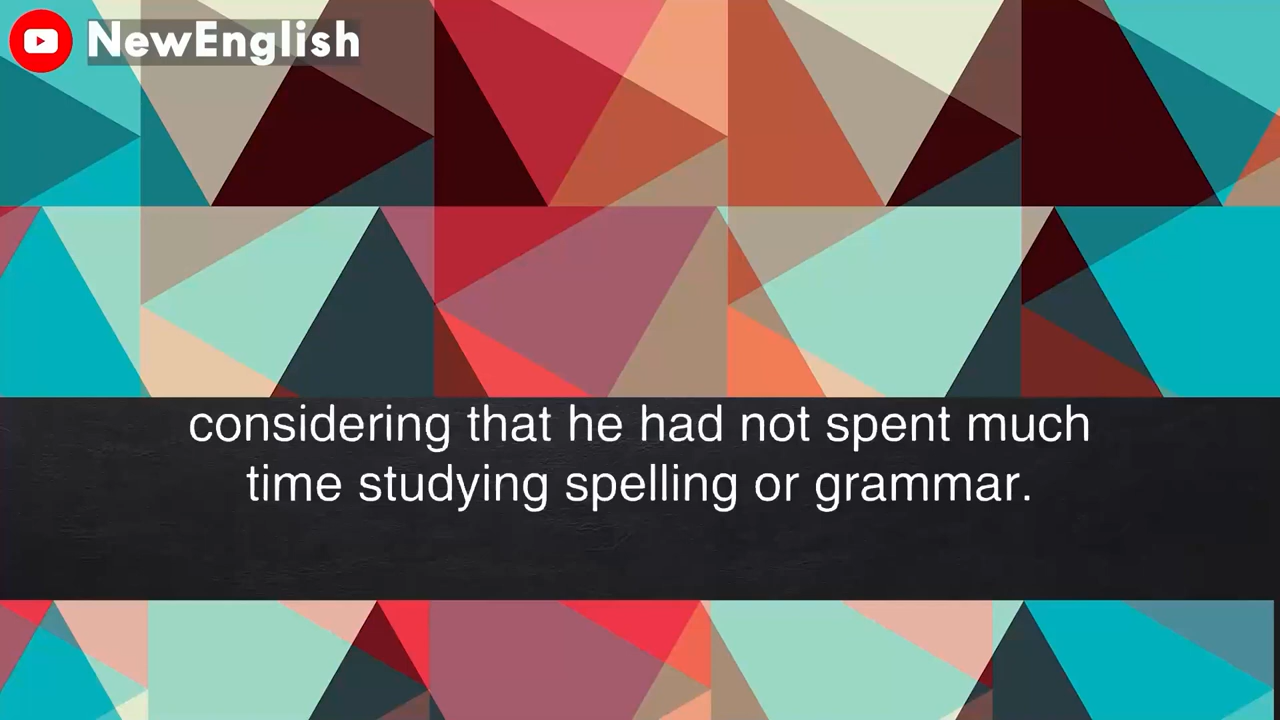 NewEnglish
considering that he had not spent much
time studying spelling or grammar.